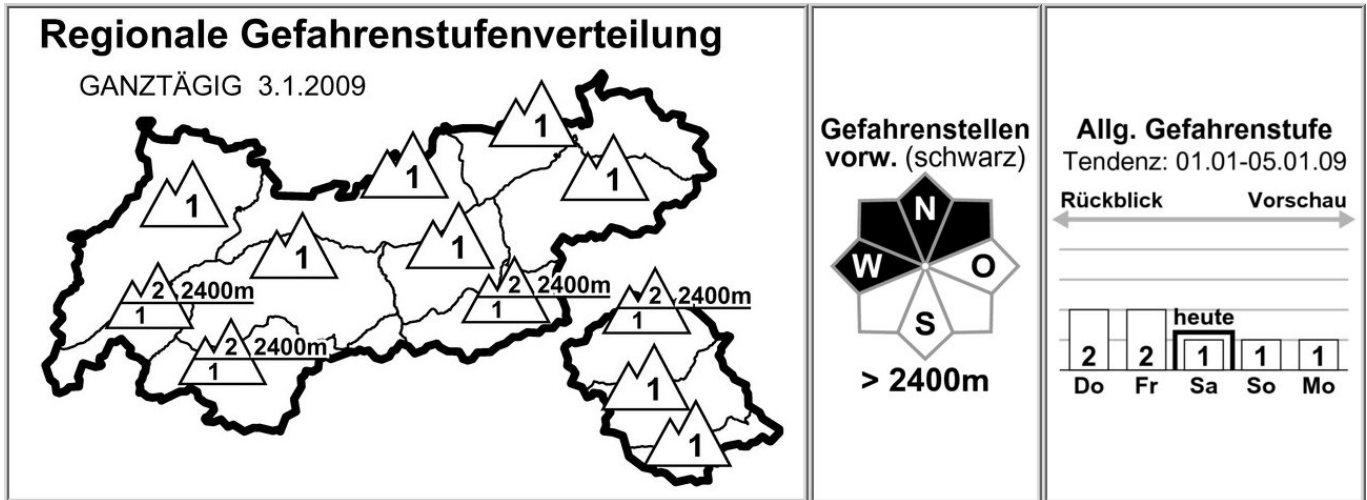 Regionale Gefahrenstufenverteilung
GANZTÄGIG 3.1.2009
1
1
1
1
1
1
1
2 2400m
1
2 2400m
1
2 2400m
1
2 2400m
1
1
1
Gefahrenstellen
vorw. (schwarz)
N
W O
S
> 2400m
Allg. Gefahrenstufe
Tendenz: 01.01-05.01.09
Rückblick Vorschau
heute
2 2 1 1 1
Do Fr Sa So Mo